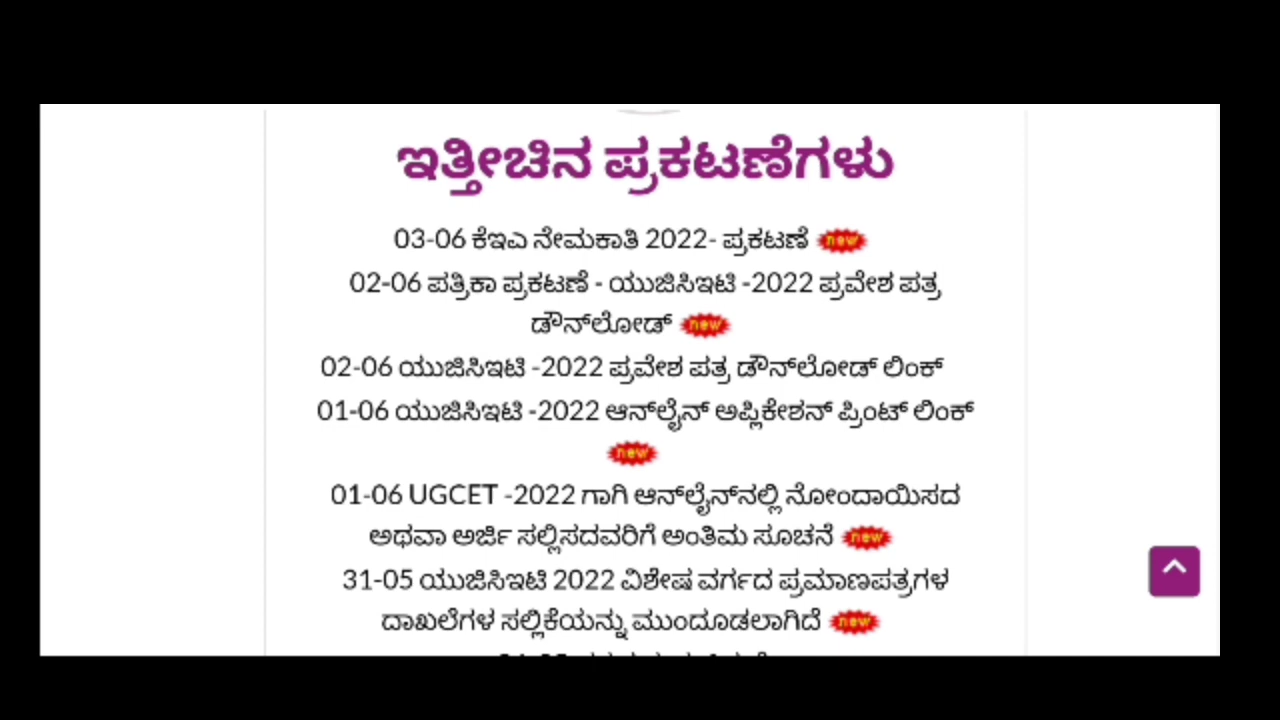 ಇತ್ತೀಚಿನ ಪ್ರಕಟಣೆಗಳು
03-06 ಕೆಇಎ ನೇಮಕಾತಿ 2022- ಪ್ರಕಟಣೆ new
02-06 ಪತ್ರಿಕಾ ಪ್ರಕಟಣೆ - ಯುಜಿಸಿಇಟಿ -2022 ಪ್ರವೇಶ ಪತ್ರ
ಡೌನ್‌ಲೋಡ್ new
02-06 ಯುಜಿಸಿಇಟಿ -2022 ಪ್ರವೇಶ ಪತ್ರ ಡೌನ್‌ಲೋಡ್ ಲಿಂಕ್
01-06 ಯುಜಿಸಿಇಟಿ -2022 ಆನ್‌ಲೈನ್ ಅಪ್ಲಿಕೇಶನ್ ಪ್ರಿಂಟ್ ಲಿಂಕ್
new
01-06 UGCET -2022 ಗಾಗಿ ಆನ್‌ಲೈನ್‌ನಲ್ಲಿ ನೋಂದಾಯಿಸದ
ಅಥವಾ ಅರ್ಜಿ ಸಲ್ಲಿಸದವರಿಗೆ ಅಂತಿಮ ಸೂಚನೆ new
31-05 ಯುಜಿಸಿಇಟಿ 2022 ವಿಶೇಷ ವರ್ಗದ ಪ್ರಮಾಣಪತ್ರಗಳ
ದಾಖಲೆಗಳ ಸಲ್ಲಿಕೆಯನ್ನು ಮುಂದೂಡಲಾಗಿದೆ new